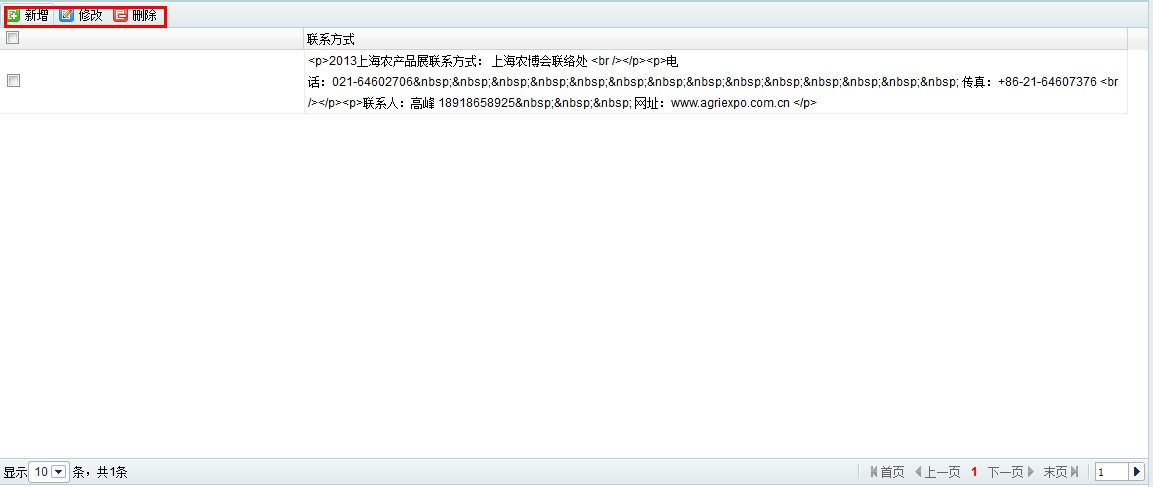 新增 修改 删除
联系方式
<p>2013上海农产品展联系方式：上海农博会联络处 <br /></p><p>电
话：021-64602706&nbsp;&nbsp;&nbsp;&nbsp;&nbsp;&nbsp;&nbsp;&nbsp;&nbsp;&nbsp;&nbsp;&nbsp;&nbsp;&nbsp; 传真：+86-21-64607376 <br
/></p><p>联系人：高峰 18918658925&nbsp;&nbsp;&nbsp; 网址：www.agriexpo.com.cn </p>
显示 10 条，共1条 首页 上一页 1 下一页 末页 1